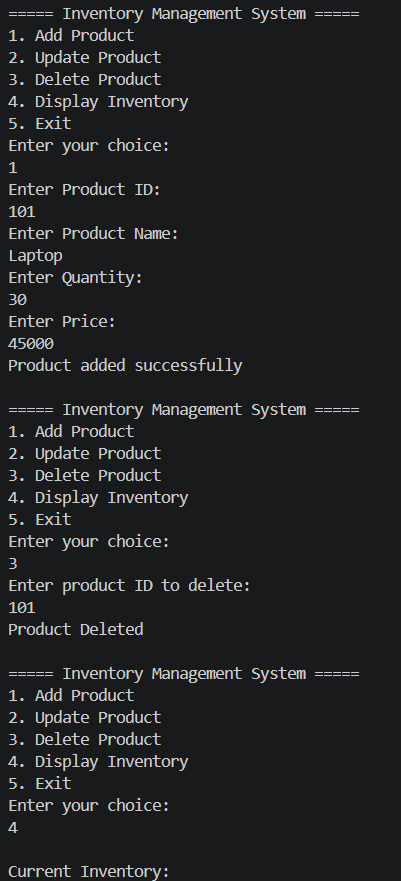 ===== Inventory Management System =====
1. Add Product
2. Update Product
3. Delete Product
4. Display Inventory
5. Exit
Enter your choice:
1
Enter Product ID:
101
Enter Product Name:
Laptop
Enter Quantity:
30
Enter Price:
45000
Product added successfully

===== Inventory Management System =====
1. Add Product
2. Update Product
3. Delete Product
4. Display Inventory
5. Exit
Enter your choice:
3
Enter product ID to delete:
101
Product Deleted

===== Inventory Management System =====
1. Add Product
2. Update Product
3. Delete Product
4. Display Inventory
5. Exit
Enter your choice:
4

Current Inventory: